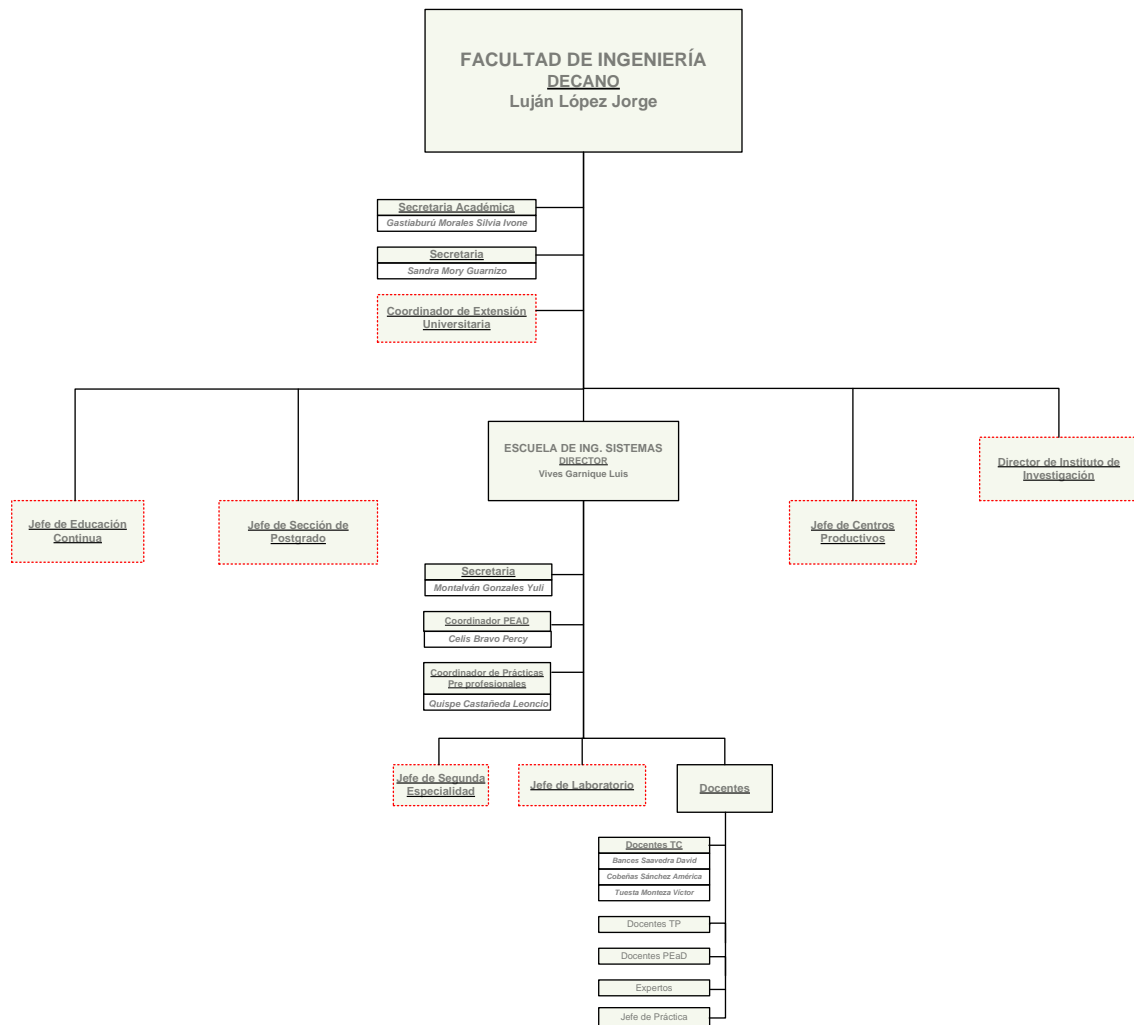 FACULTAD DE INGENIERÍA
DECANO
Luján López Jorge
Secretaria Académica
Gastiaburú Morales Silvia Ivone
Secretaria
Sandra Mory Guarnizo
Coordinador de Extensión
Universitaria
ESCUELA DE ING. SISTEMAS
DIRECTOR
Vives Garnique Luis
Director de Instituto de
Investigación
Jefe de Educación
Continua
Jefe de Sección de
Postgrado
Jefe de Centros
Productivos
Secretaria
Montalván Gonzales Yuli
Coordinador PEAD
Celis Bravo Percy
Coordinador de Prácticas
Pre profesionales
Quispe Castañeda Leoncio
Jefe de Segunda
Especialidad
Jefe de Laboratorio
Docentes
Docentes TC
Bances Saavedra David
Cobeñas Sánchez América
Tuesta Monteza Víctor
Docentes TP
Docentes PEaD
Expertos
Jefe de Práctica